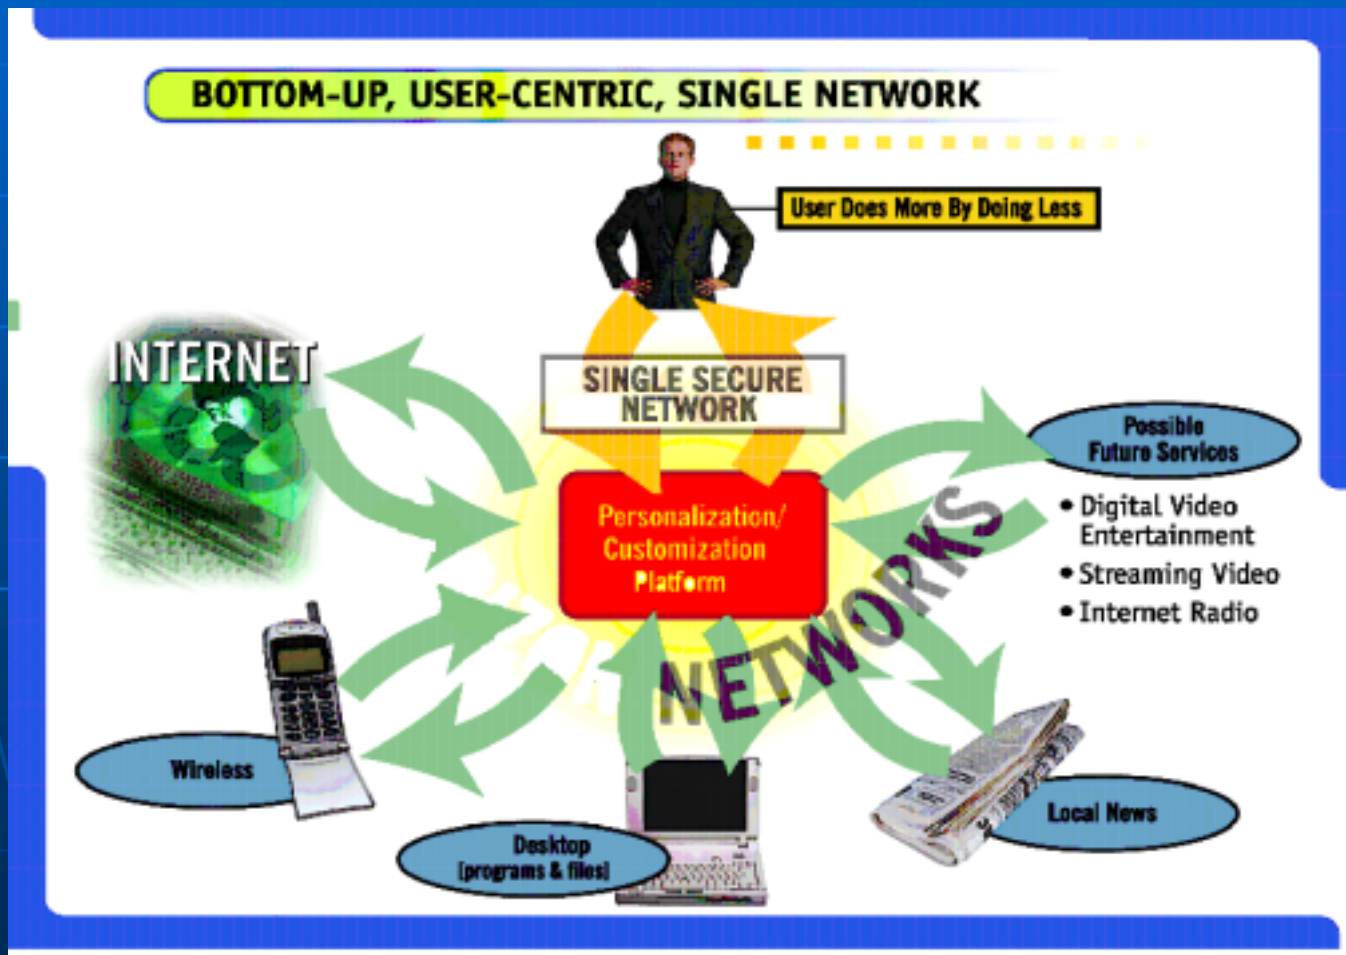 BOTTOM-UP, USER-CENTRIC, SINGLE NETWORK
User Does More By Doing Less
INTERNET
SINGLE SECURE
NETWORK
Possible
Future Services
• Digital Video
Entertainment
• Streaming Video
• Internet Radio
Personalization/
Customization
Platform
NETWORKS
Wireless
Desktop
[programs & files]
Local News